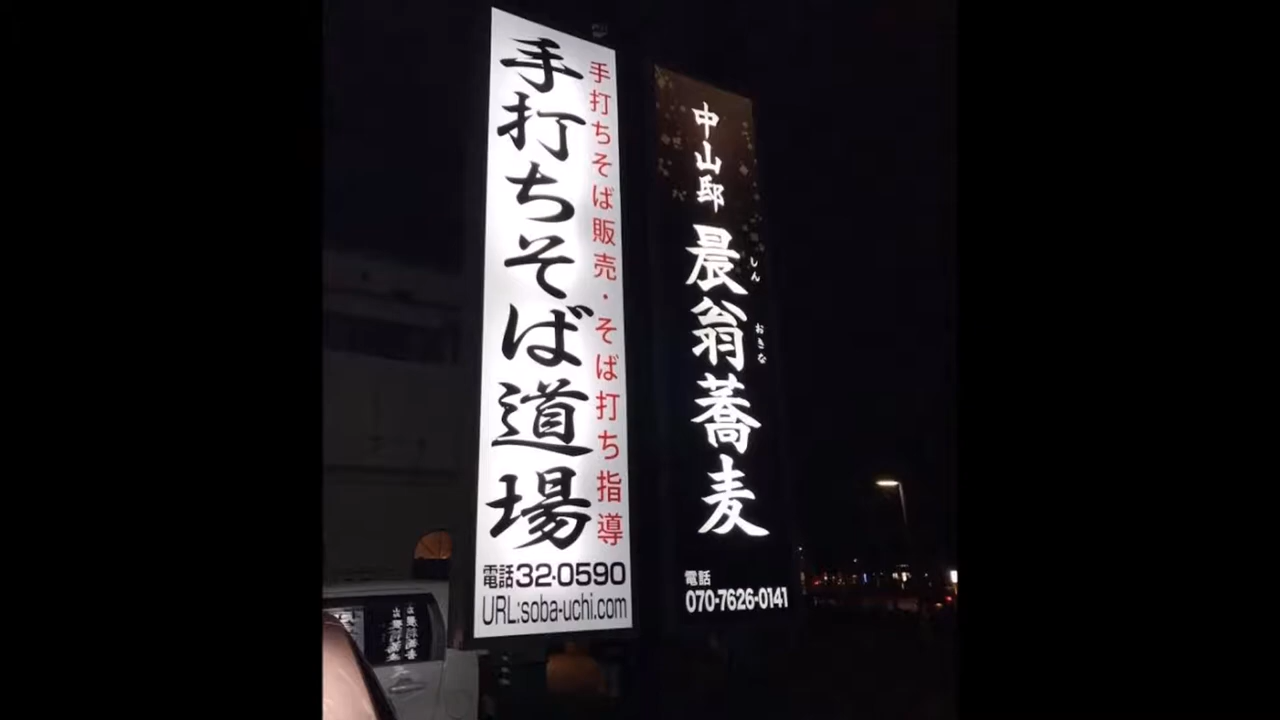 手打ちそば販売・そば打ち指導
手打ちそば道場
電話32-0590
URL:soba-uchi.com
中山邸
晨翁蕎麦
しん
おきな
電話
070-7626-0141